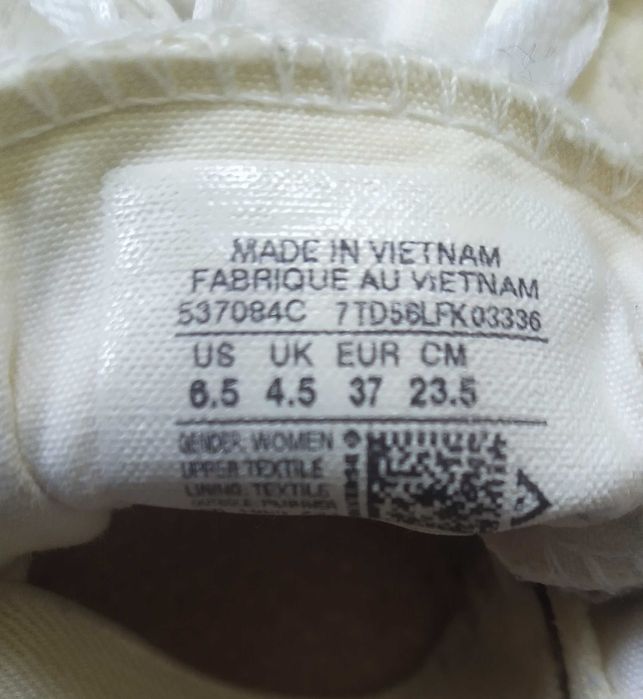 MADE IN VIETNAM
FABRIQUE AU VIETNAM
537084C 7TD56LFK03336
US UK EUR CM
6.5 4.5 37 23.5
GENDER: WOMEN
UPPER: TEXTILE
LINING: TEXTILE